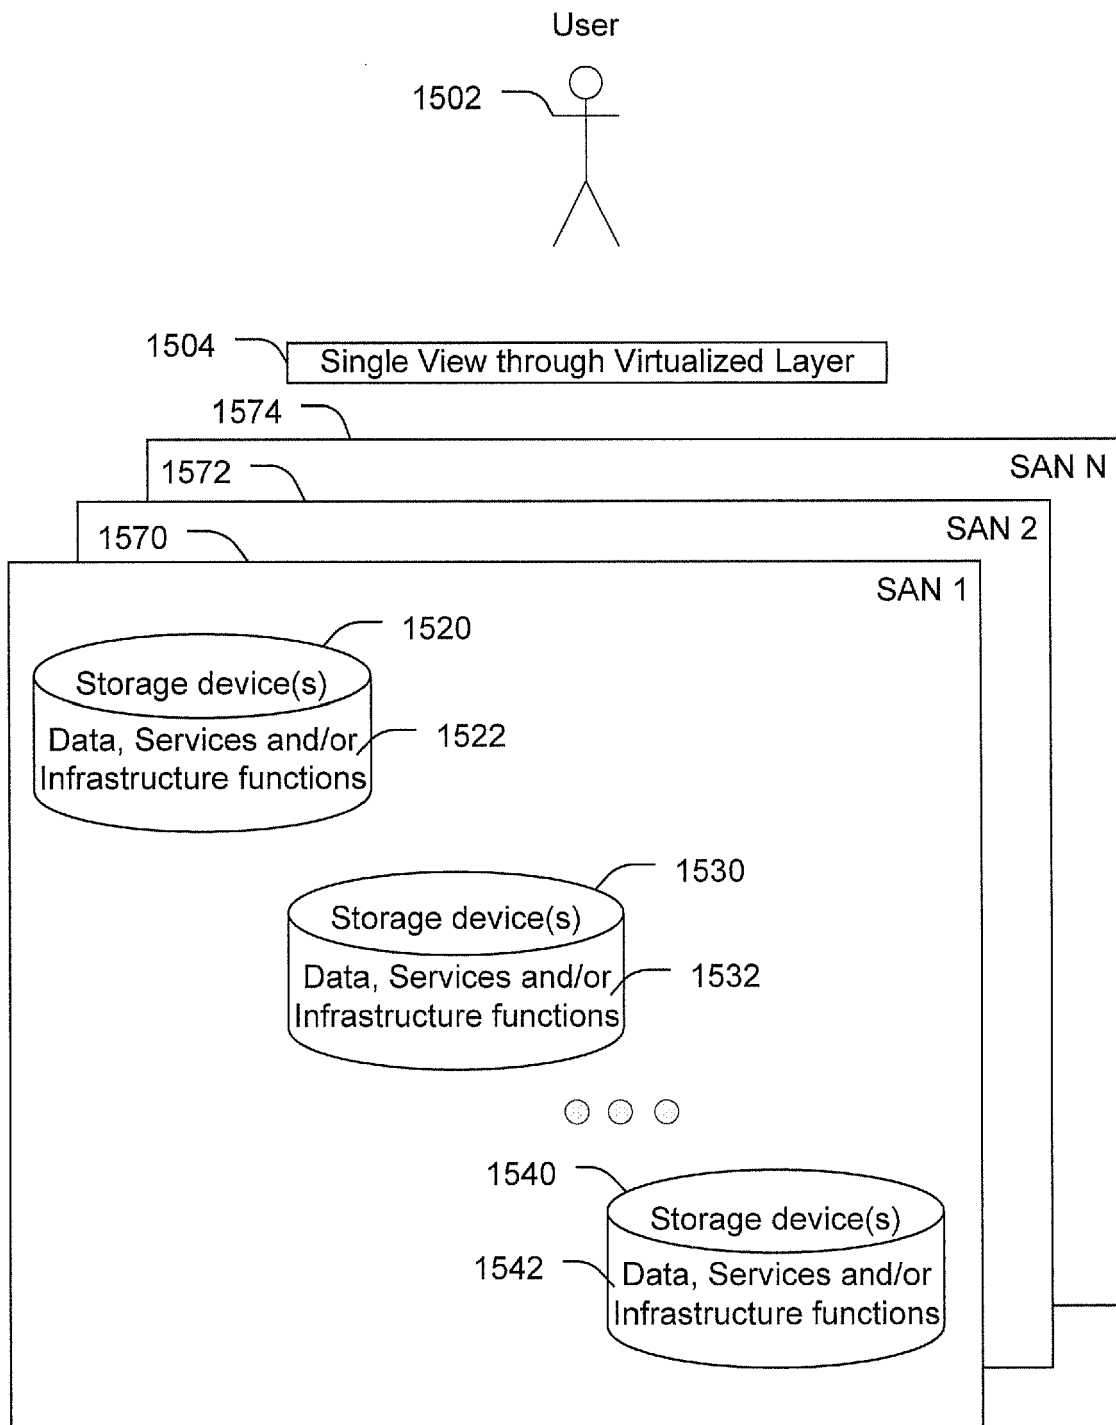 User
1502
1504
Single View through Virtualized Layer
1574
SAN N
1572
SAN 2
1570
SAN 1
1520
Storage device(s)
Data, Services and/or
Infrastructure functions
1522
1530
Storage device(s)
Data, Services and/or
Infrastructure functions
1532
1540
Storage device(s)
1542
Data, Services and/or
Infrastructure functions